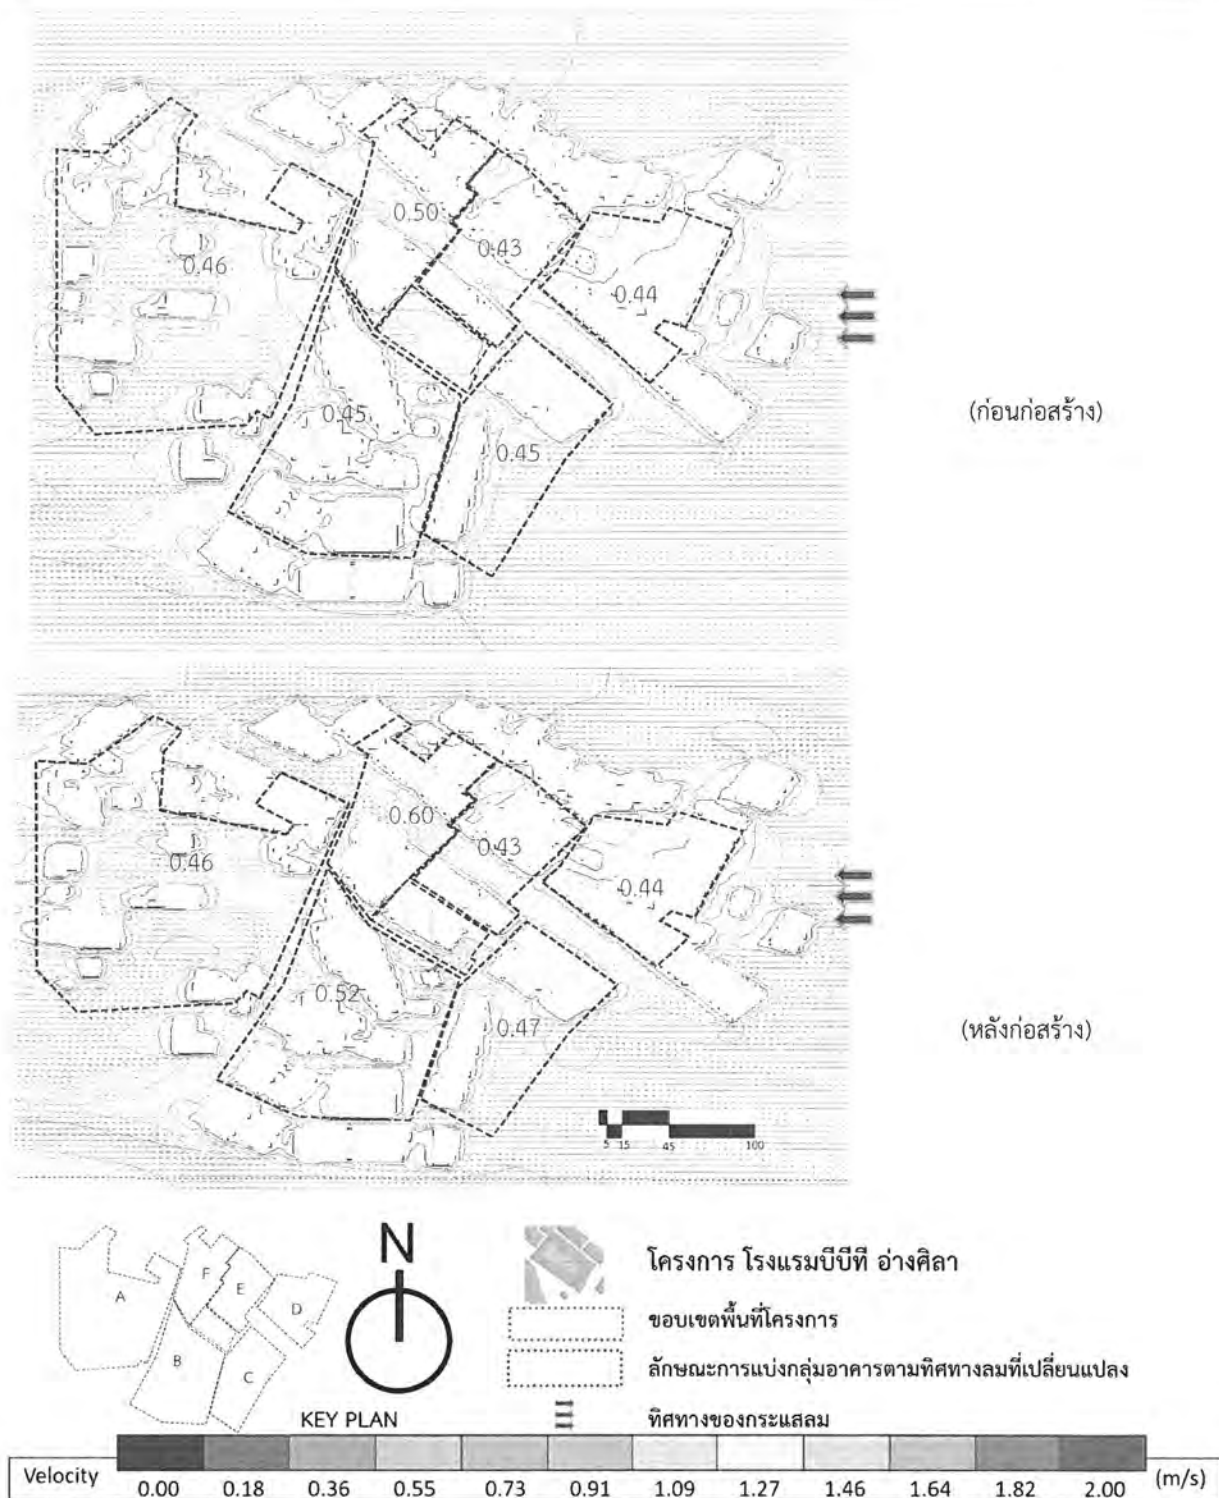 0.50
0.43
0.46
0.44
(ก่อนก่อสร้าง)
0.45
0.45
0.60
0.43
0.46
0.44
0.52
0.47
(หลังก่อสร้าง)
5 15 45 100
N
โครงการ โรงแรมบีบีที อ่างศิลา
F
A
E
D
ขอบเขตพื้นที่โครงการ
B
C
ลักษณะการแบ่งกลุ่มอาคารตามทิศทางลมที่เปลี่ยนแปลง
KEY PLAN
ทิศทางของกระแสลม
Velocity 0.00 0.18 0.36 0.55 0.73 0.91 1.09 1.27 1.46 1.64 1.82 2.00 (m/s)